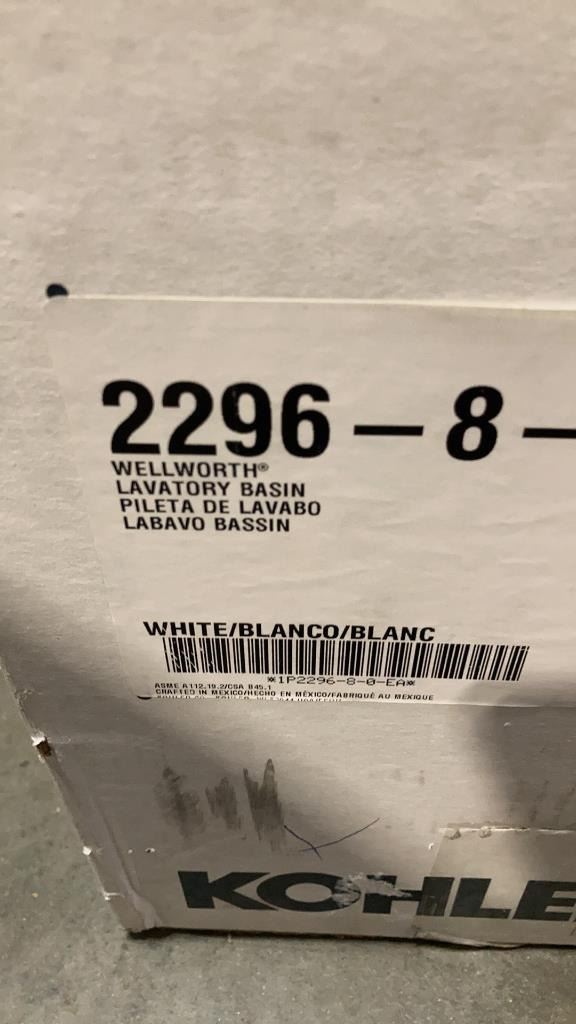 2296-8-
WELLWORTH®
LAVATORY BASIN
PILETA DE LAVABO
LABAVO BASSIN
WHITE/BLANCO/BLANC
*1P2296-8-0-EA*
ASME A112.19.2/CSA B45.1
CRAFTED IN MEXICO/HECHO EN MÉXICO/FABRIQUÉ AU MEXIQUE
KOHLE